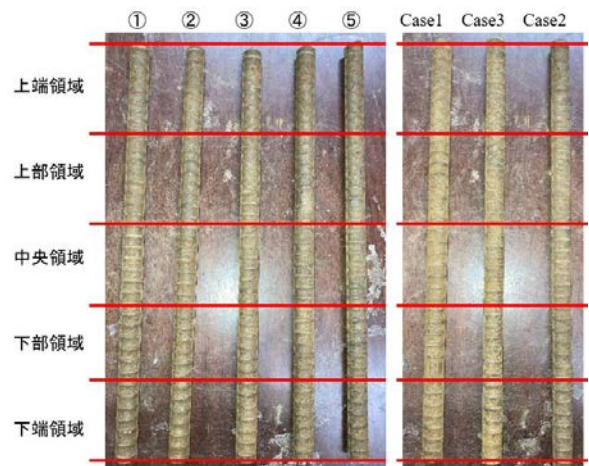 ① ② ③ ④ ⑤ Case1 Case3 Case2
上端領域
上部領域
中央領域
下部領域
下端領域